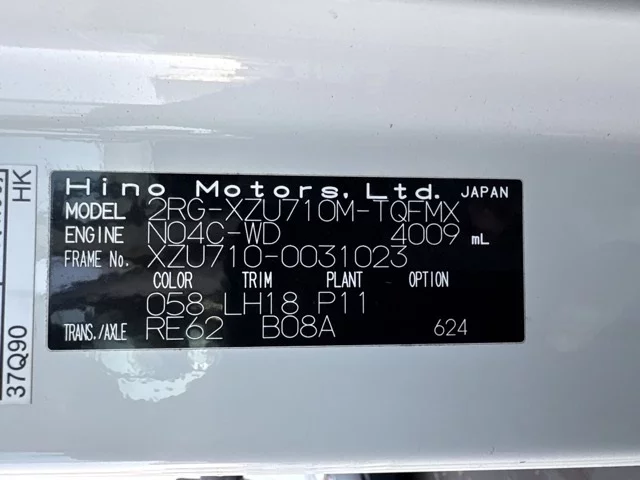 Hino Motors, Ltd. JAPAN
MODEL 2RG-XZU710M-TQFMX
ENGINE N04C-WD 4009 mL
FRAME No. XZU710-0031023
COLOR TRIM PLANT OPTION
058 LH18 P11
TRANS./AXLE RE62 B08A 624
37Q90
HK